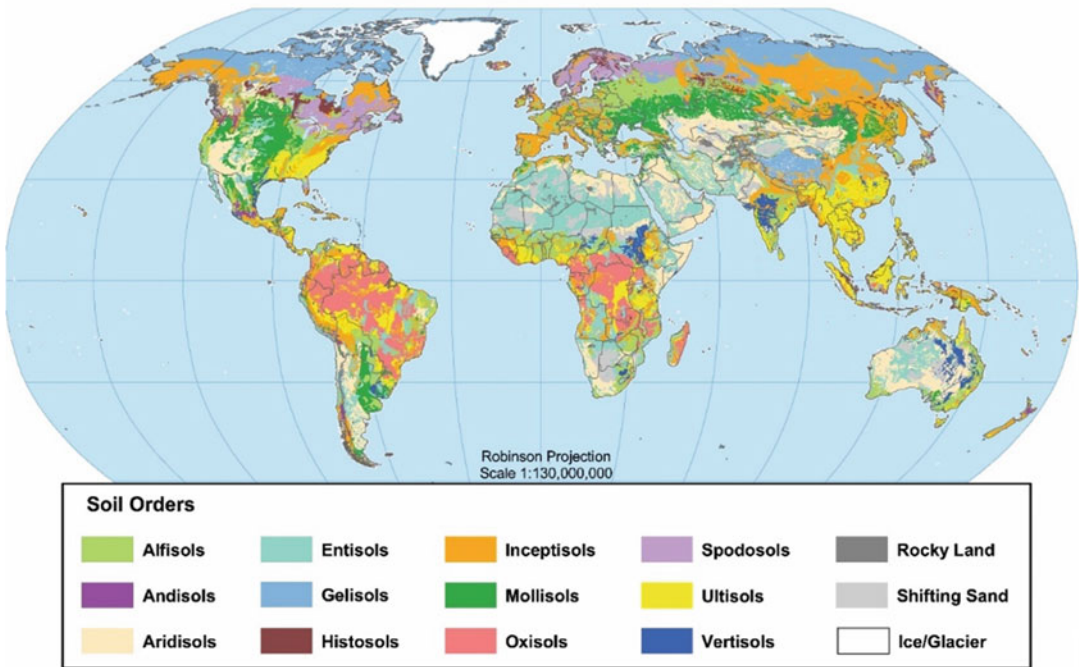 Robinson Projection
Scale 1:130,000,000
Soil Orders
Alfisols Entisols Inceptisols Spodosols Rocky Land
Andisols Gelisols Mollisols Ultisols Shifting Sand
Aridisols Histosols Oxisols Vertisols Ice/Glacier